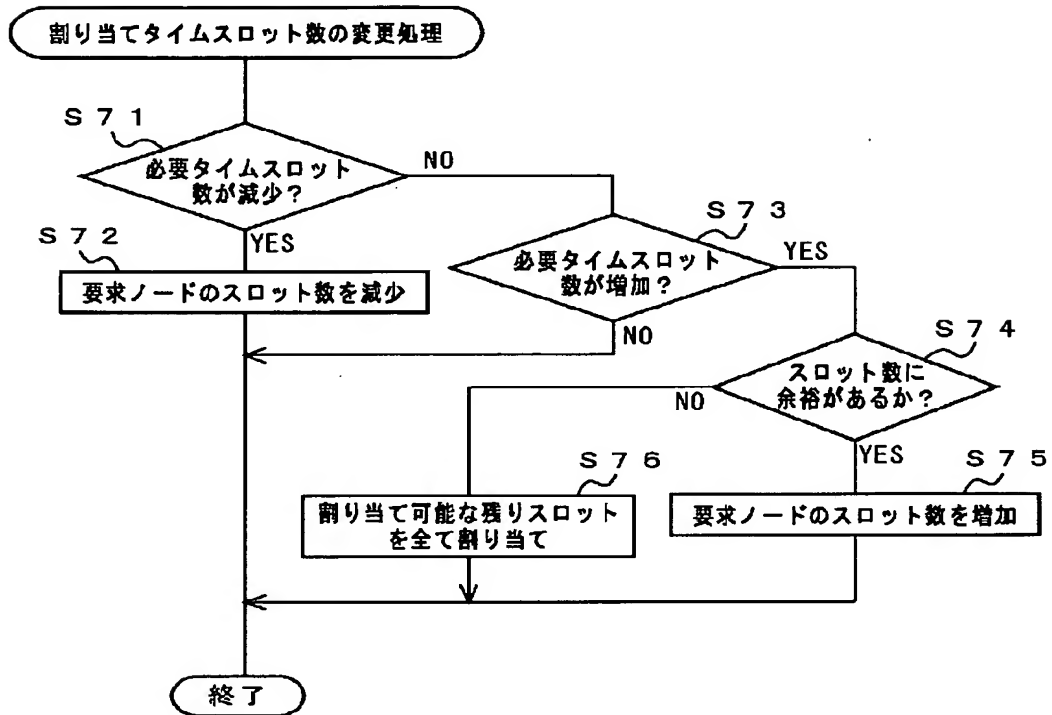 割り当てタイムスロット数の変更処理
S71
必要タイムスロット
数が減少?
NO
YES
S72
要求ノードのスロット数を減少
S73
必要タイムスロット
数が増加?
YES
NO
S74
スロット数に
余裕があるか?
NO
YES
S76
割り当て可能な残りスロット
を全て割り当て
S75
要求ノードのスロット数を増加
終了